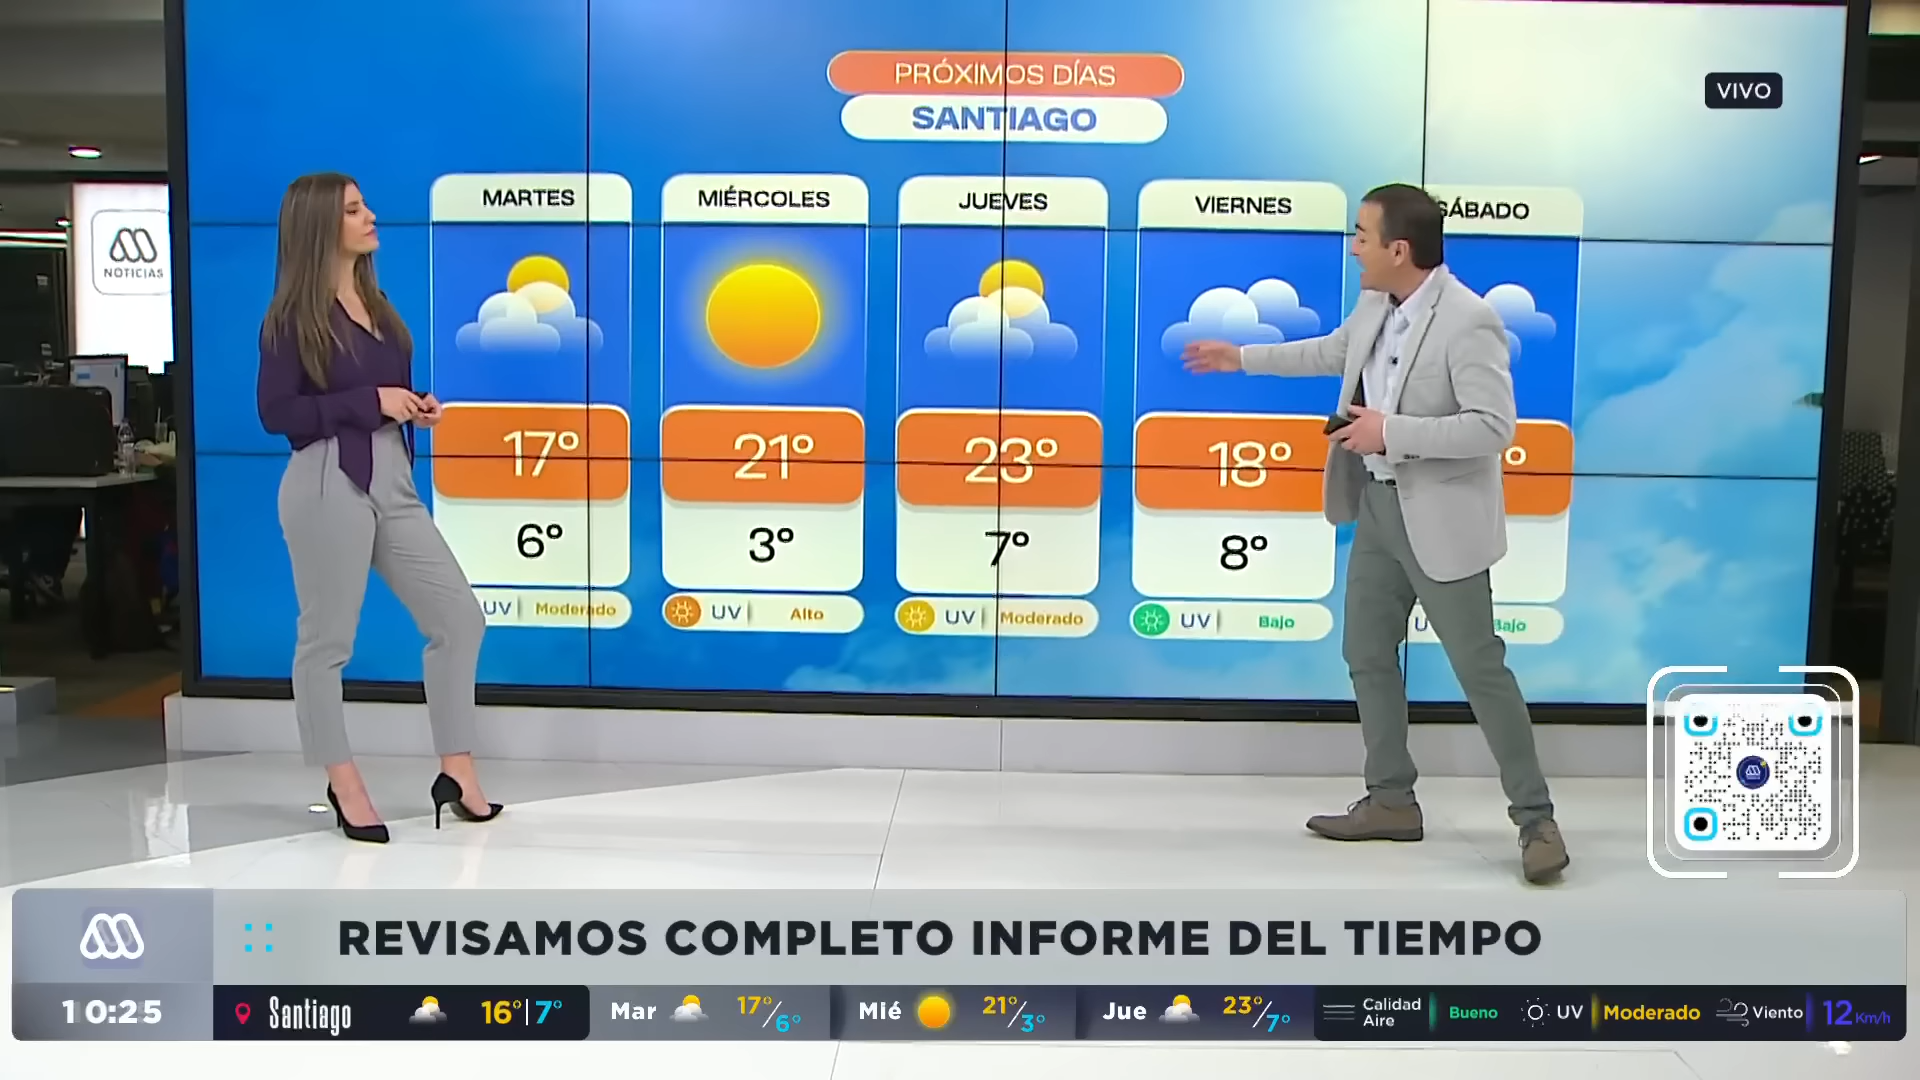 PRÓXIMOS DÍAS
SANTIAGO
VIVO
NOTICIAS
MARTES
MIÉRCOLES
JUEVES
VIERNES
SÁBADO
17° 21° 23° 18° °
6° 3° 7° 8°
UV Moderado
UV Alto
UV Moderado
UV Bajo
Bajo
REVISAMOS COMPLETO INFORME DEL TIEMPO
10:25 Santiago 16° | 7° Mar 17°/6° Mié 21°/3° Jue 23°/7° Calidad Aire Bueno UV Moderado Viento 12 Km/h